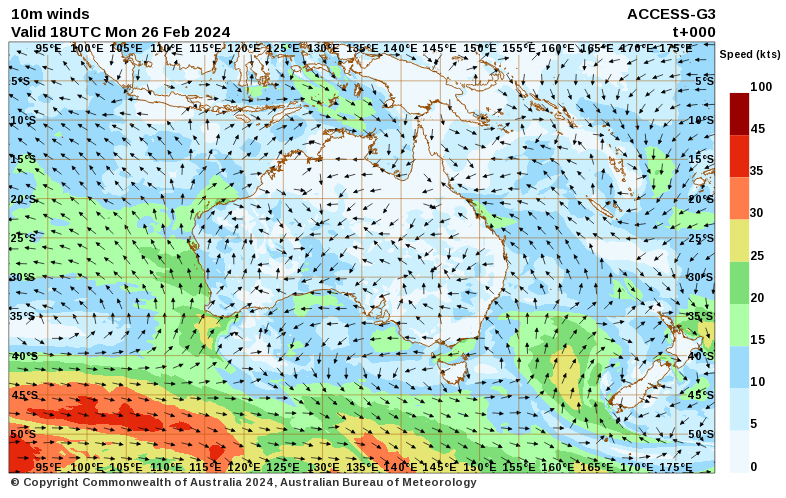 10m winds
ACCESS-G3
Valid 18UTC Mon 26 Feb 2024
t+000
95°E 100°E 105°E 110°E 115°E 120°E 125°E 130°E 135°E 140°E 145°E 150°E 155°E 160°E 165°E 170°E 175°E
Speed (kts)
5°S 5°S
10°S 10°S
15°S 15°S
20°S 20°S
25°S 25°S
30°S 30°S
35°S 35°S
40°S 40°S
45°S 45°S
50°S 50°S
100
45
35
30
25
20
15
10
5
0
95°E 100°E 105°E 110°E 115°E 120°E 125°E 130°E 135°E 140°E 145°E 150°E 155°E 160°E 165°E 170°E 175°E
© Copyright Commonwealth of Australia 2024, Australian Bureau of Meteorology